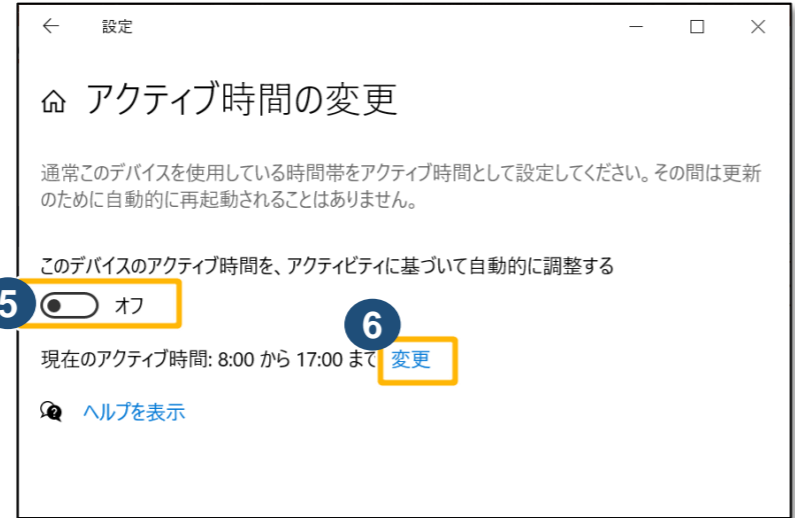 設定
アクティブ時間の変更
通常このデバイスを使用している時間帯をアクティブ時間として設定してください。その間は更新
のために自動的に再起動されることはありません。
このデバイスのアクティブ時間を、アクティビティに基づいて自動的に調整する
5 オフ
6
現在のアクティブ時間: 8:00 から 17:00 まで 変更
ヘルプを表示